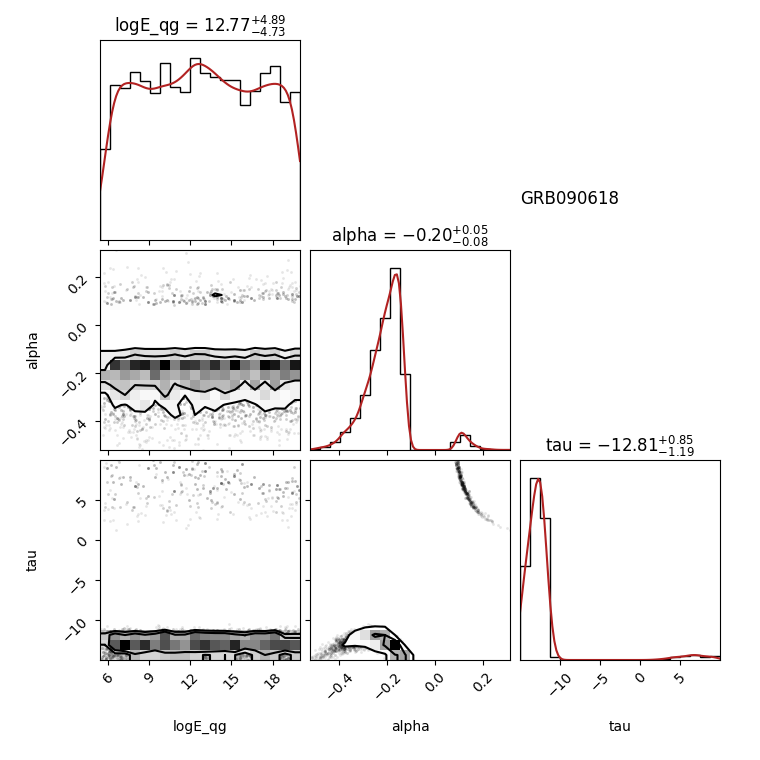 logE_qg = 12.77+4.89−4.73
GRB090618
alpha = −0.20+0.05−0.08
alpha
0.2
0.0
−0.2
−0.4
tau = −12.81+0.85−1.19
tau
5
0
−5
−10
6 9 12 15 18
−0.4 −0.2 0.0 0.2
−10 −5 0 5
logE_qg alpha tau